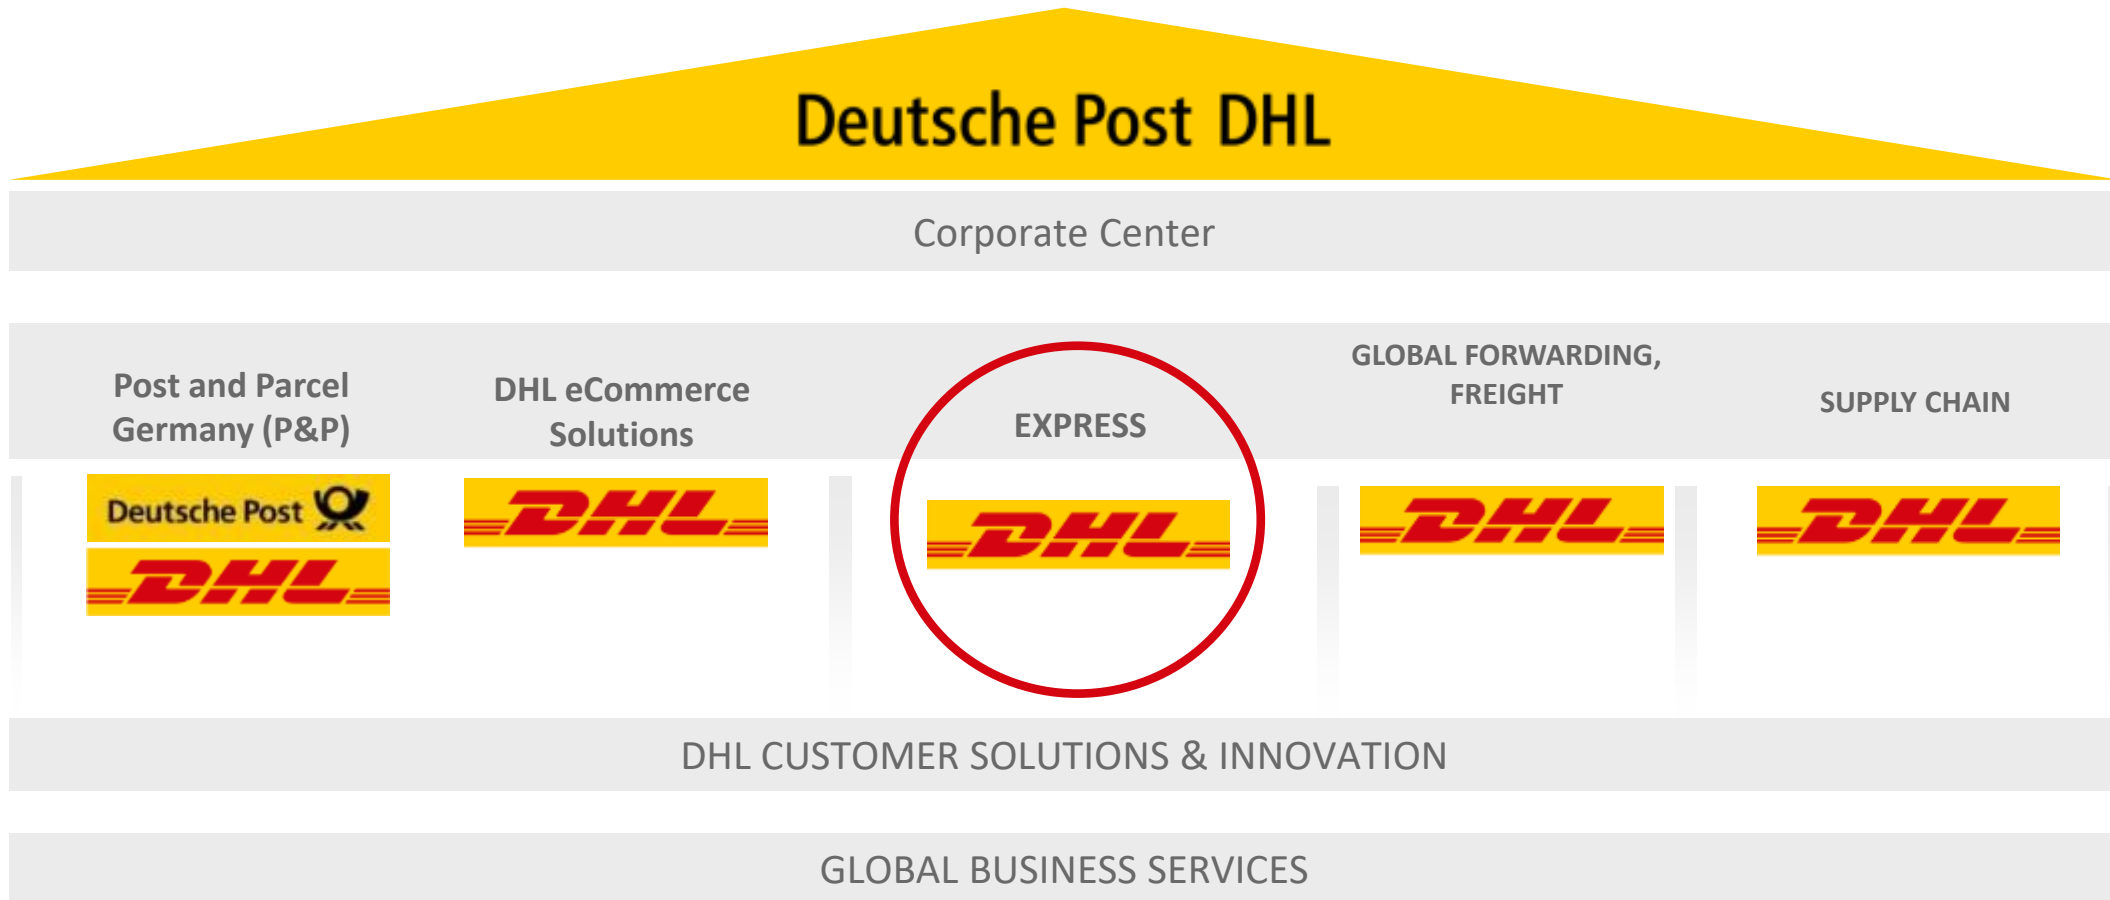 Deutsche Post DHL
Corporate Center
Post and Parcel
Germany (P&P)
DHL eCommerce
Solutions
EXPRESS
GLOBAL FORWARDING,
FREIGHT
SUPPLY CHAIN
Deutsche Post
DHL
DHL
DHL
DHL
DHL
DHL CUSTOMER SOLUTIONS & INNOVATION
GLOBAL BUSINESS SERVICES